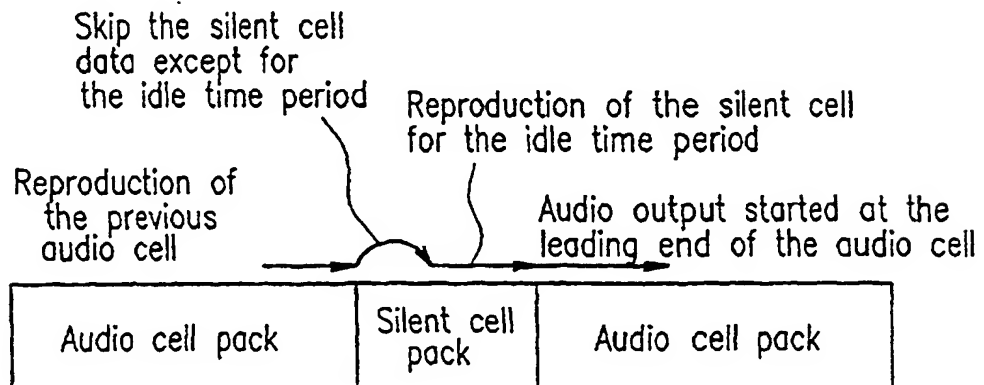 Skip the silent cell
data except for
the idle time period
Reproduction of the silent cell
for the idle time period
Reproduction of
the previous
audio cell
Audio output started at the
leading end of the audio cell
Audio cell pack
Silent cell
pack
Audio cell pack